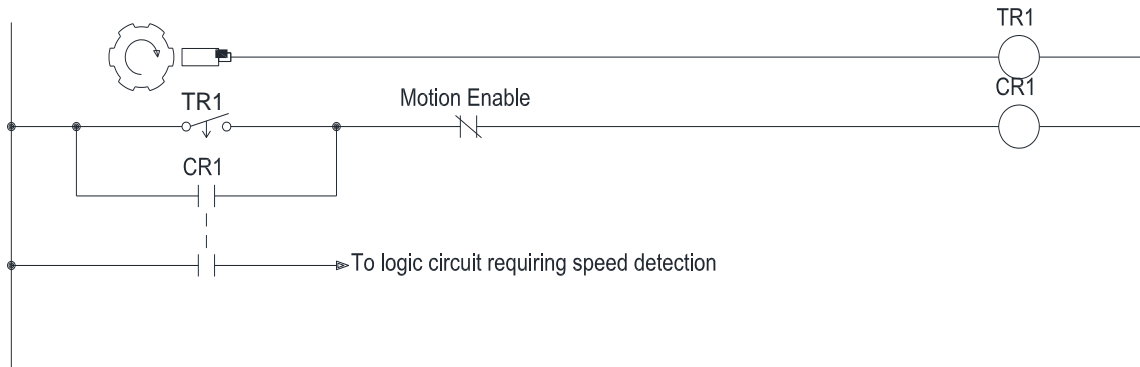 TR1
CR1
TR1
Motion Enable
CR1
To logic circuit requiring speed detection